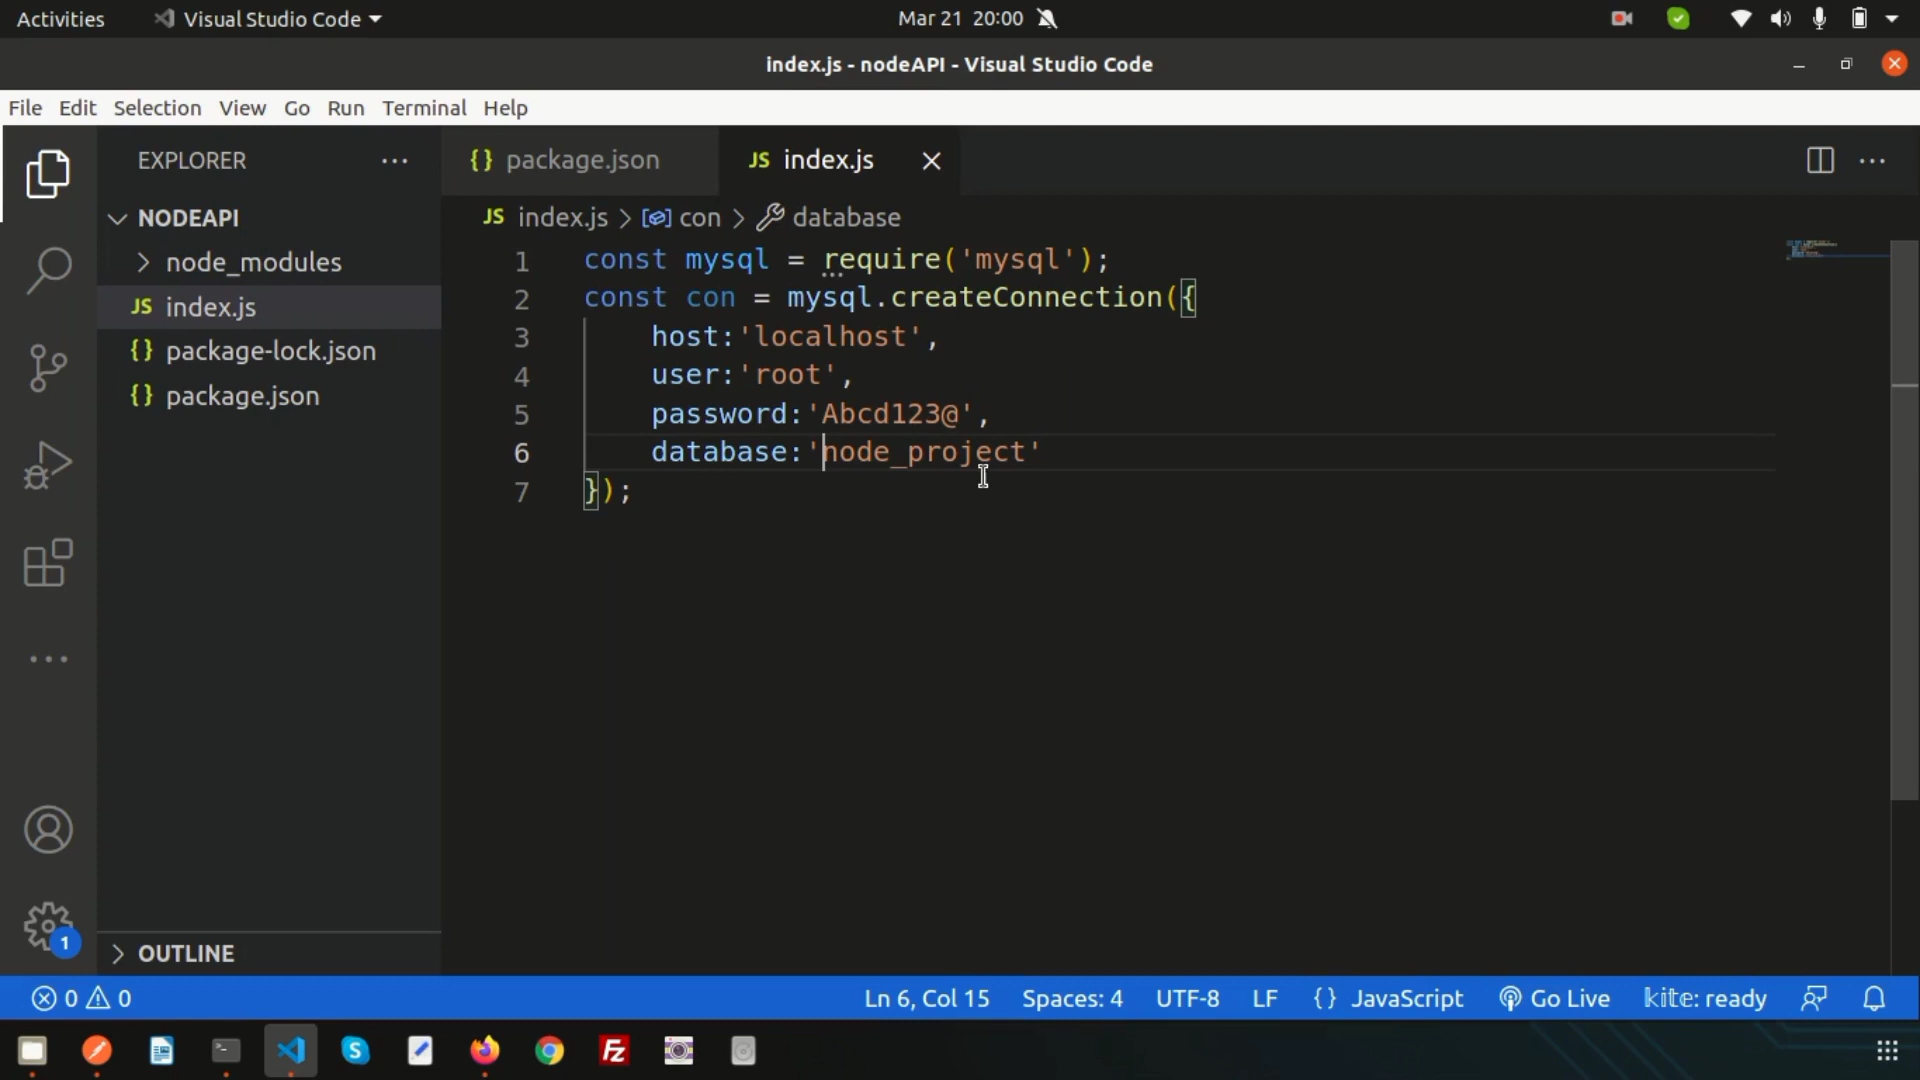 Activities Visual Studio Code Mar 21 20:00
index.js - nodeAPI - Visual Studio Code
File Edit Selection View Go Run Terminal Help
EXPLORER ··· {} package.json JS index.js
NODEAPI JS index.js > con > database
node_modules
JS index.js
{} package-lock.json
{} package.json
1 const mysql = require('mysql');
2 const con = mysql.createConnection({
3 host:'localhost',
4 user:'root',
5 password:'Abcd123@',
6 database:'node_project'
7 });
1
OUTLINE
0 0 Ln 6, Col 15 Spaces: 4 UTF-8 LF {} JavaScript Go Live kite: ready